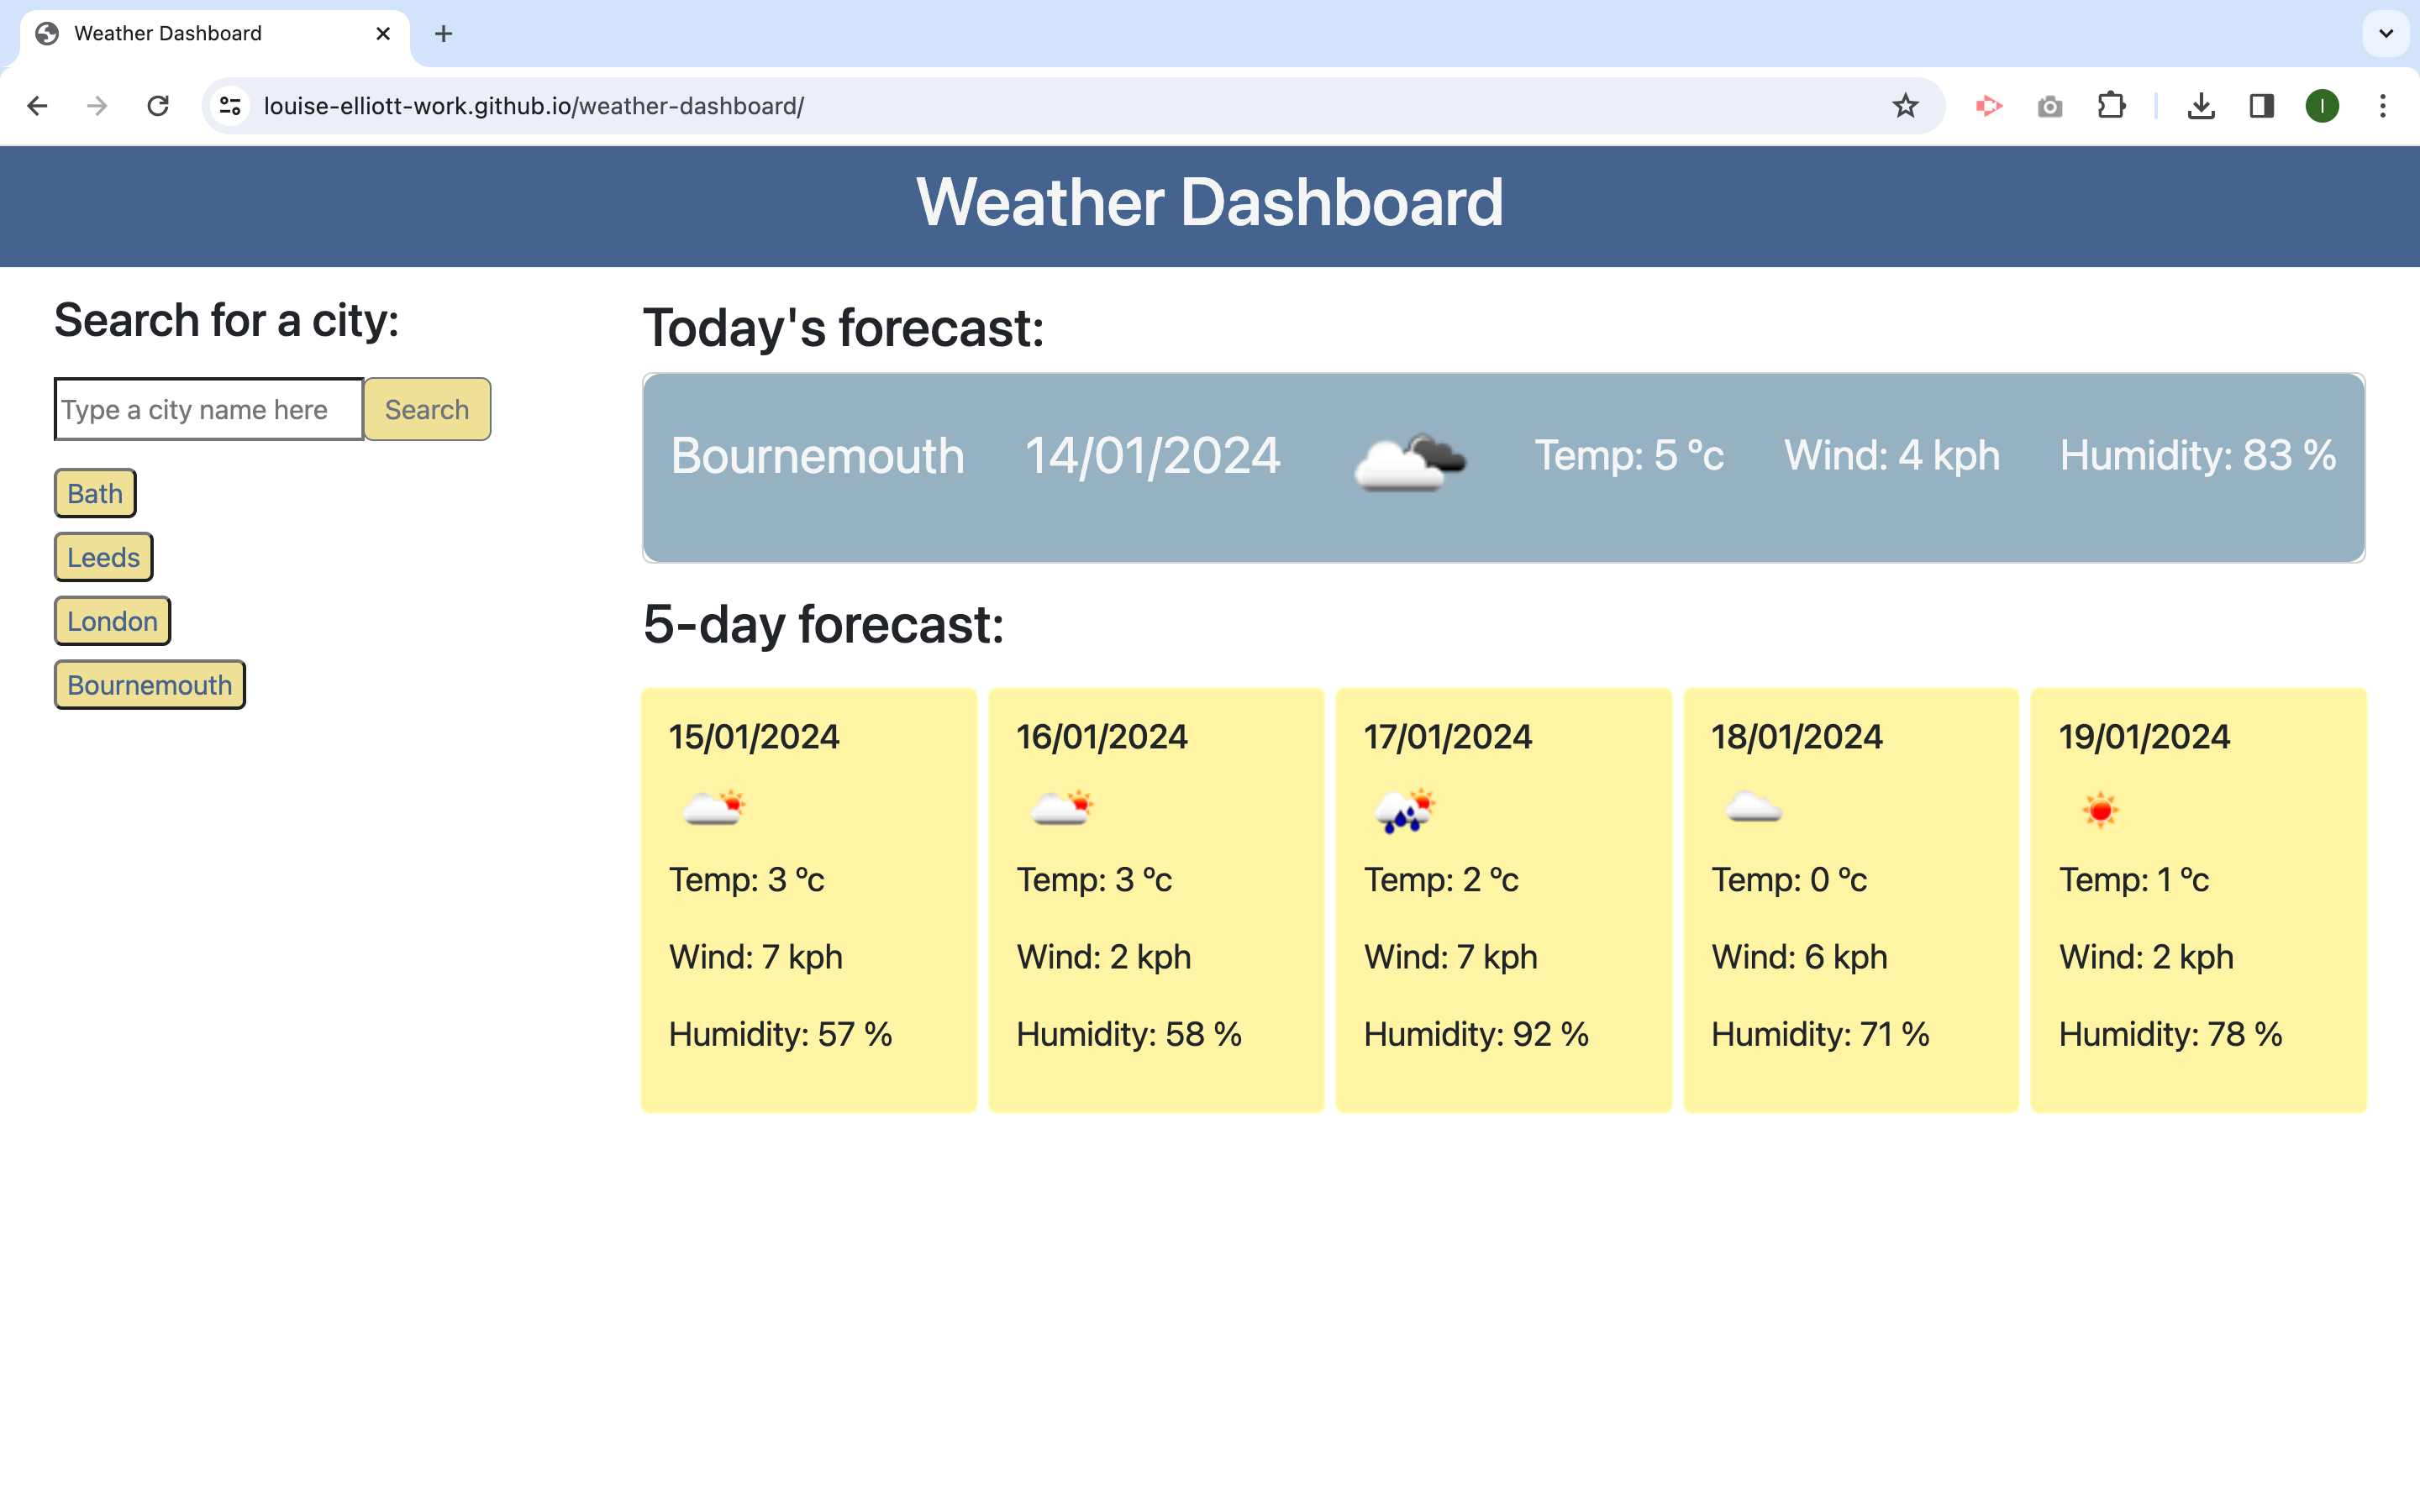 Weather Dashboard
louise-elliott-work.github.io/weather-dashboard/
I
Weather Dashboard
Search for a city:
Type a city name here
Search
Bath
Leeds
London
Bournemouth
Today's forecast:
Bournemouth 14/01/2024 Temp: 5 °c Wind: 4 kph Humidity: 83 %
5-day forecast:
15/01/2024
Temp: 3 °c
Wind: 7 kph
Humidity: 57 %
16/01/2024
Temp: 3 °c
Wind: 2 kph
Humidity: 58 %
17/01/2024
Temp: 2 °c
Wind: 7 kph
Humidity: 92 %
18/01/2024
Temp: 0 °c
Wind: 6 kph
Humidity: 71 %
19/01/2024
Temp: 1 °c
Wind: 2 kph
Humidity: 78 %